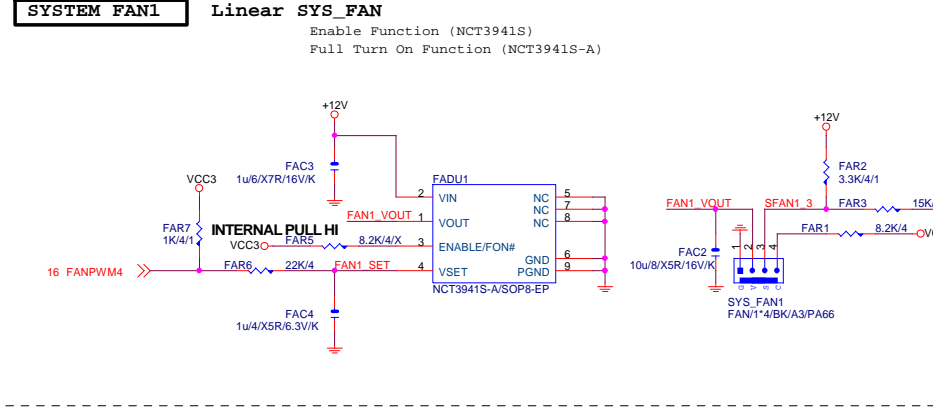 SYSTEM FAN1
Linear SYS_FAN
Enable Function (NCT3941S)
Full Turn On Function (NCT3941S-A)
+12V
FAC3
1u/6/X7R/16V/K
VCC3
FAR7
1K/4/1
INTERNAL PULL HI
VCC3
FAR5
8.2K/4/X
16 FANPWM4
FAR6
22K/4
FAN1_SET
FAC4
1u/4/X5R/6.3V/K
FAN1_VOUT
FADU1
2
VIN
1
VOUT
3
ENABLE/FON#
4
VSET
NC
5
NC
7
NC
8
GND
6
PGND
9
NCT3941S-A/SOP8-EP
+12V
FAR2
3.3K/4/1
FAN1_VOUT
SFAN1_3
FAR3
15K/
FAR1
8.2K/4
FAC2
10u/8/X5R/16V/K
1
2
3
4
G
V
S
C
SYS_FAN1
FAN/1*4/BK/A3/PA66